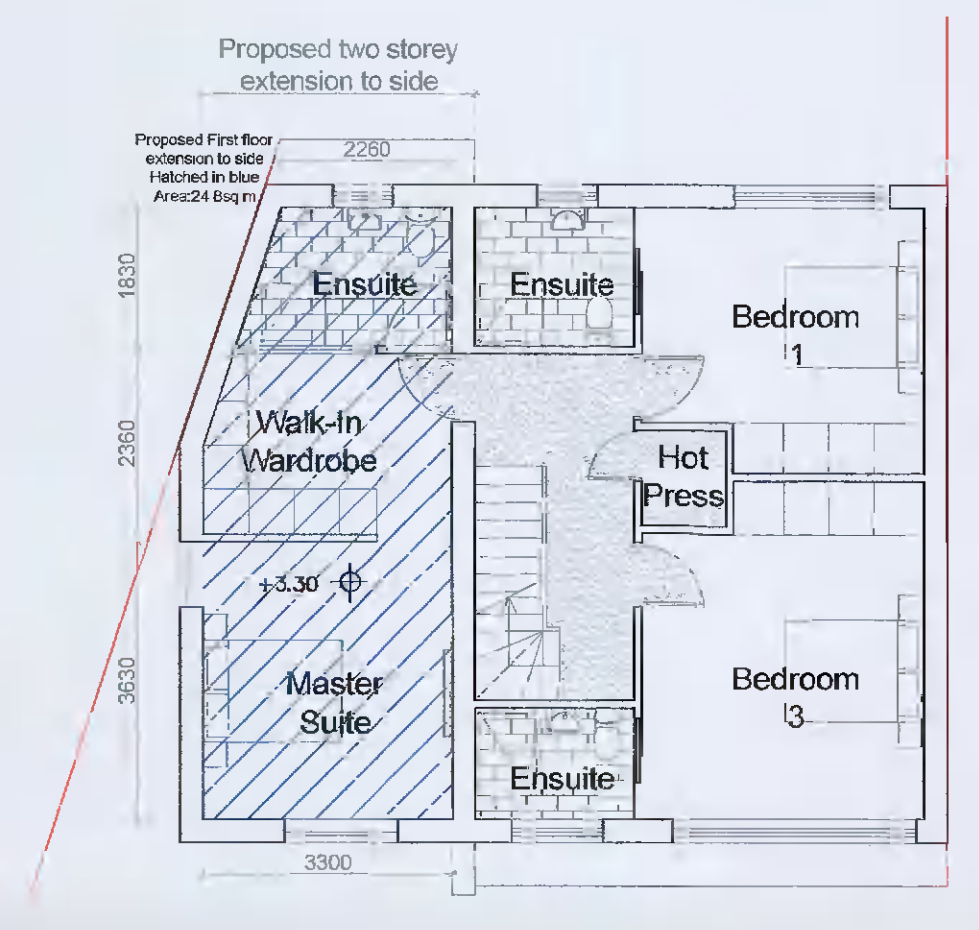 Proposed two storey
extension to side
Proposed First floor
extension to side
Hatched in blue
Area:24 8sq m
2260
1830
Ensuite
Ensuite
Bedroom
1
2360
Walk-In
Wardrobe
Hot
Press
+3.30
3630
Master
Suite
Bedroom
3
Ensuite
3300